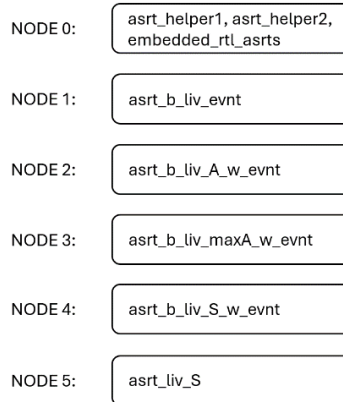 NODE 0:
asrt_helper1, asrt_helper2,
embedded_rtl_asrts
NODE 1:
asrt_b_liv_evnt
NODE 2:
asrt_b_liv_A_w_evnt
NODE 3:
asrt_b_liv_maxA_w_evnt
NODE 4:
asrt_b_liv_S_w_evnt
NODE 5:
asrt_liv_S